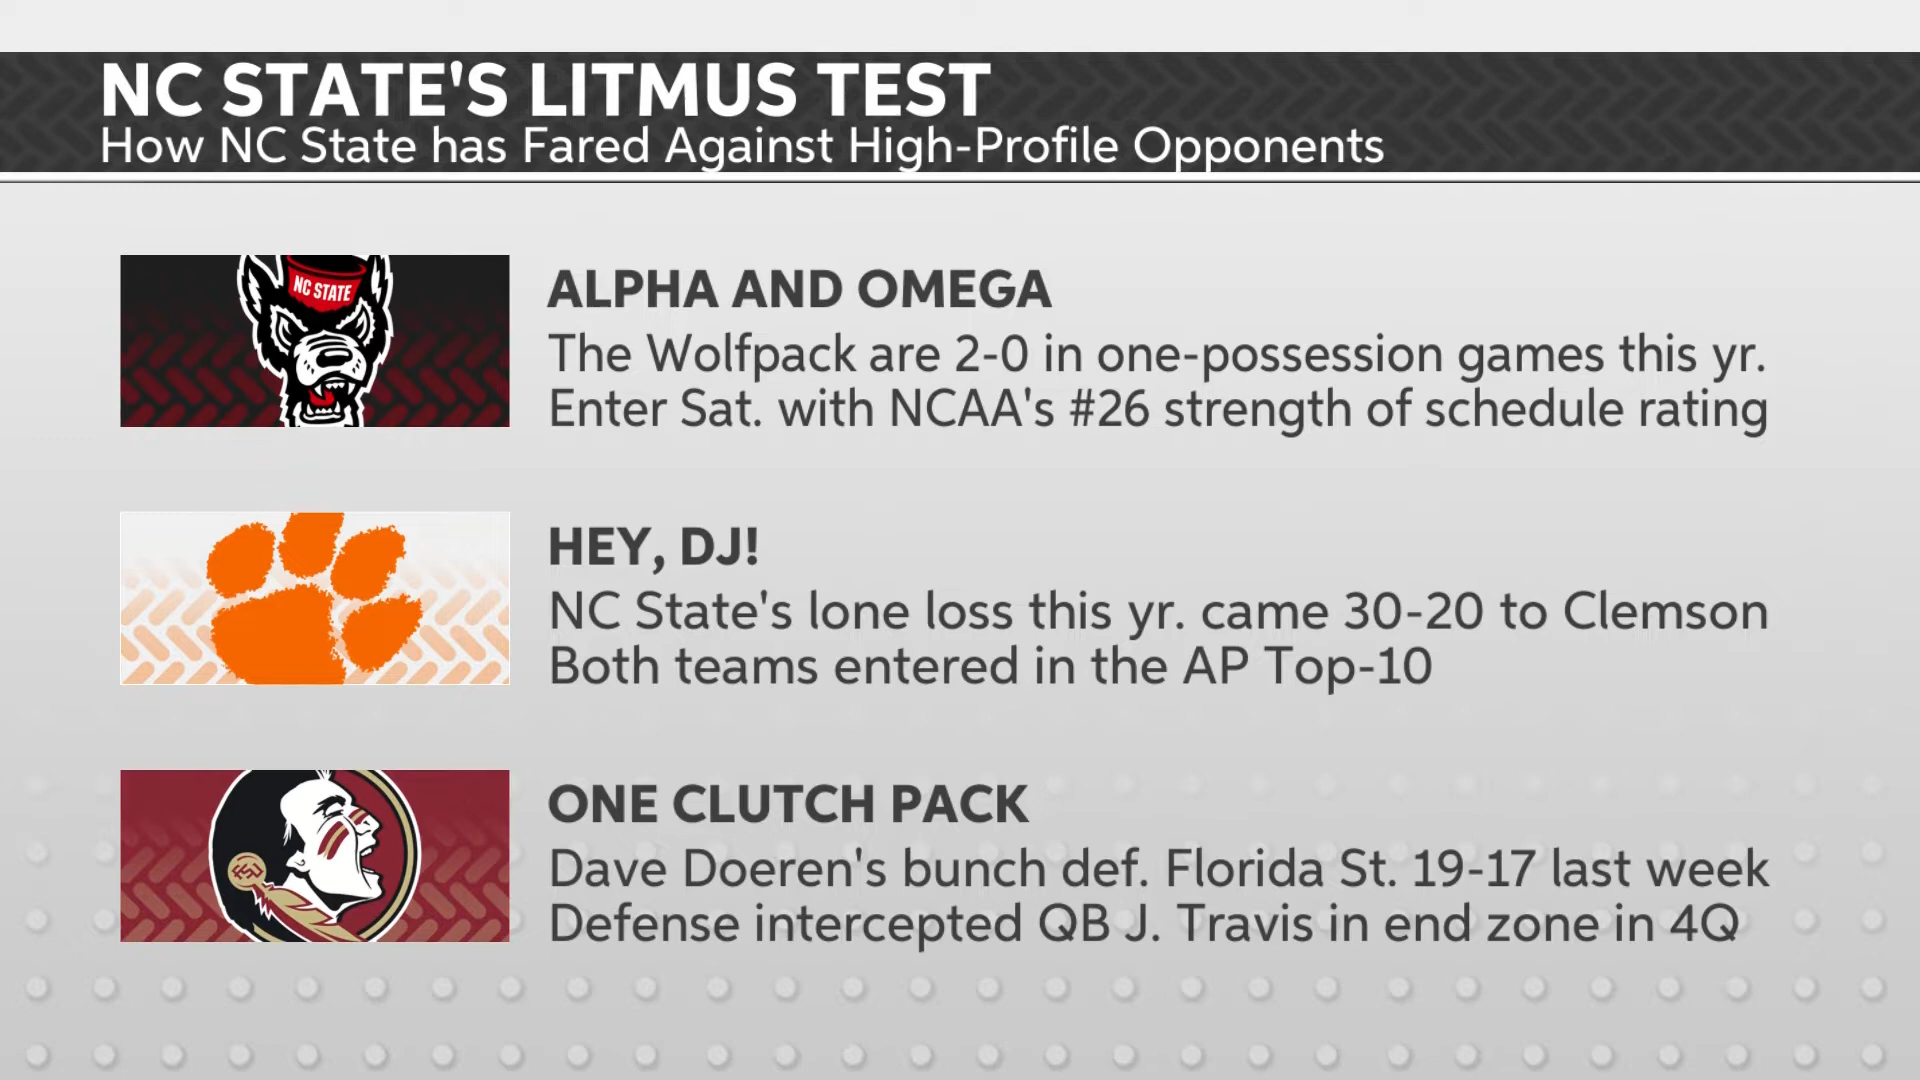 NC STATE'S LITMUS TEST
How NC State has Fared Against High-Profile Opponents
NC STATE
ALPHA AND OMEGA
The Wolfpack are 2-0 in one-possession games this yr.
Enter Sat. with NCAA's #26 strength of schedule rating
HEY, DJ!
NC State's lone loss this yr. came 30-20 to Clemson
Both teams entered in the AP Top-10
FSU
ONE CLUTCH PACK
Dave Doeren's bunch def. Florida St. 19-17 last week
Defense intercepted QB J. Travis in end zone in 4Q